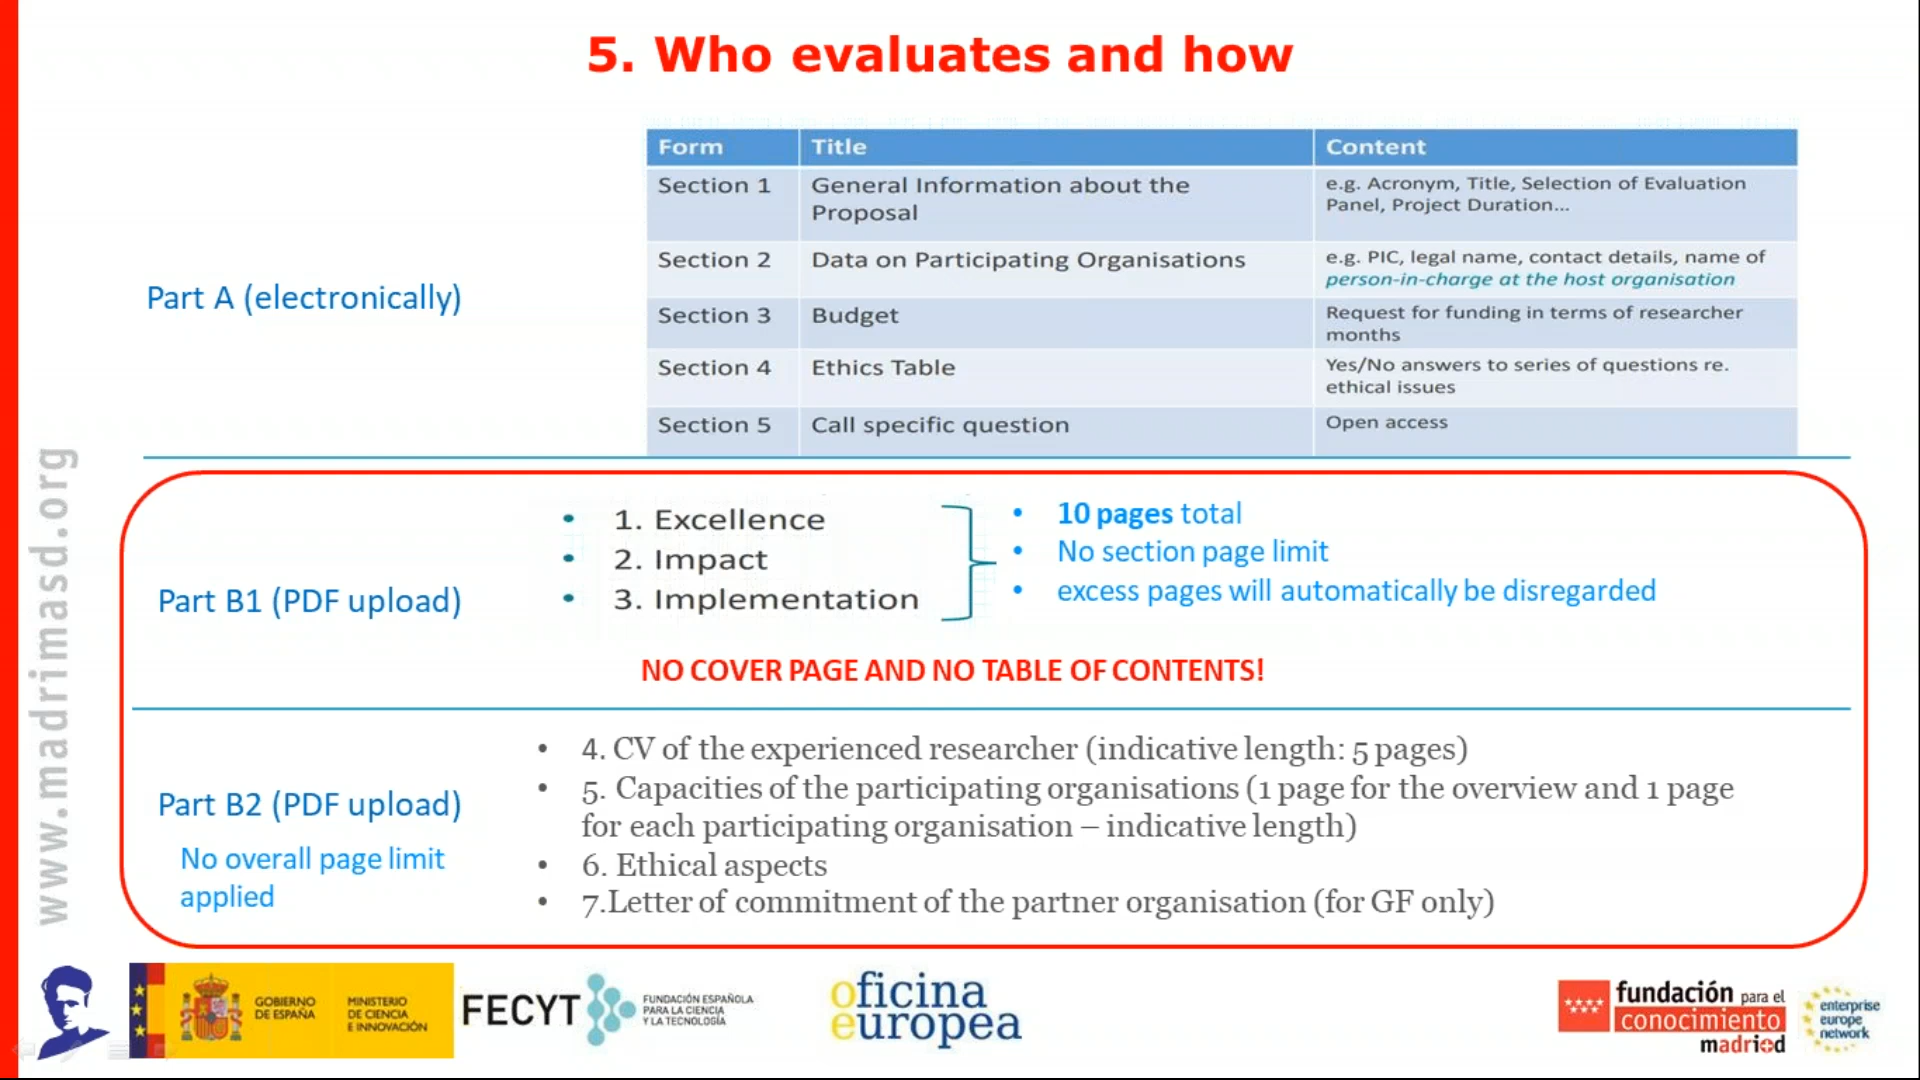 5. Who evaluates and how
Form Title Content
Section 1 General Information about the Proposal e.g. Acronym, Title, Selection of Evaluation Panel, Project Duration...
Section 2 Data on Participating Organisations e.g. PIC, legal name, contact details, name of person-in-charge at the host organisation
Section 3 Budget Request for funding in terms of researcher months
Section 4 Ethics Table Yes/No answers to series of questions re. ethical issues
Section 5 Call specific question Open access
Part A (electronically)
www.madrimasd.org
Part B1 (PDF upload)
• 1. Excellence
• 2. Impact
• 3. Implementation
• 10 pages total
• No section page limit
• excess pages will automatically be disregarded
NO COVER PAGE AND NO TABLE OF CONTENTS!
Part B2 (PDF upload)
No overall page limit
applied
• 4. CV of the experienced researcher (indicative length: 5 pages)
• 5. Capacities of the participating organisations (1 page for the overview and 1 page
for each participating organisation – indicative length)
• 6. Ethical aspects
• 7.Letter of commitment of the partner organisation (for GF only)
GOBIERNO
DE ESPAÑA
MINISTERIO
DE CIENCIA
E INNOVACIÓN
FECYT
FUNDACIÓN ESPAÑOLA
PARA LA CIENCIA
Y LA TECNOLOGÍA
oficina
europea
fundación para el
conocimiento
madri+d
enterprise
europe
network